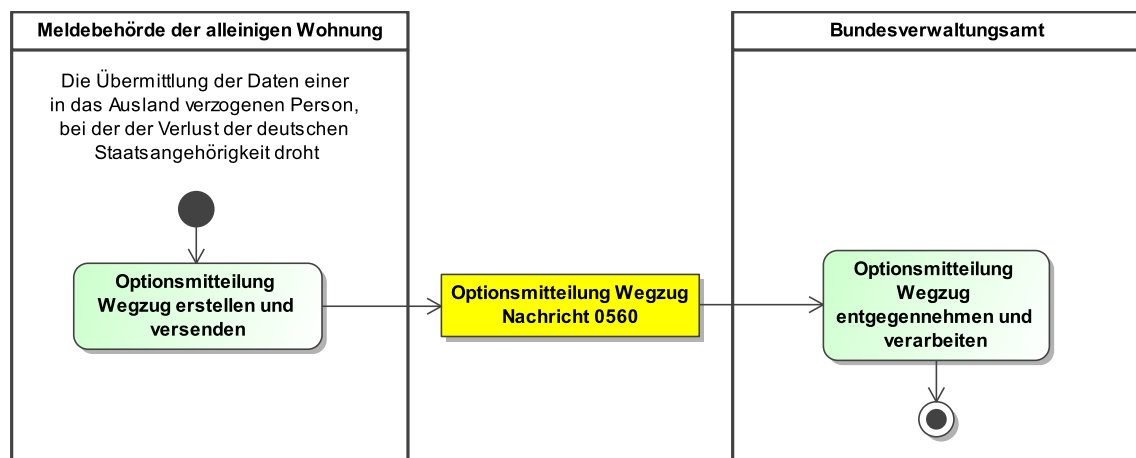 Meldebehörde der alleinigen Wohnung
Die Übermittlung der Daten einer
in das Ausland verzogenen Person,
bei der der Verlust der deutschen
Staatsangehörigkeit droht
Optionsmitteilung
Wegzug erstellen und
versenden
Optionsmitteilung Wegzug
Nachricht 0560
Bundesverwaltungsamt
Optionsmitteilung
Wegzug
entgegennehmen und
verarbeiten